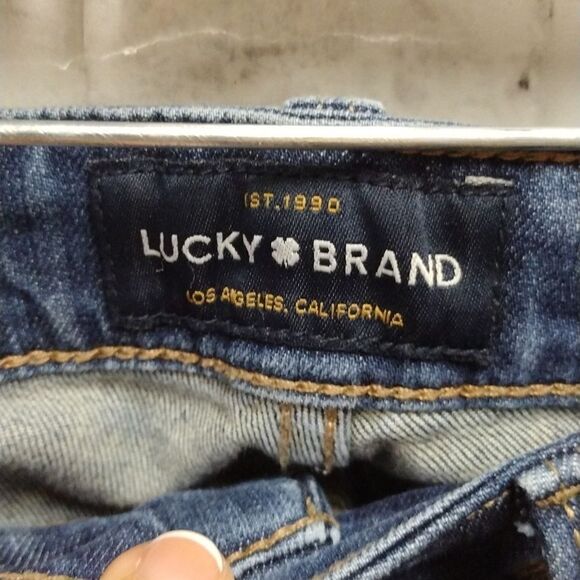 EST.1990
LUCKY BRAND
LOS ANGELES, CALIFORNIA